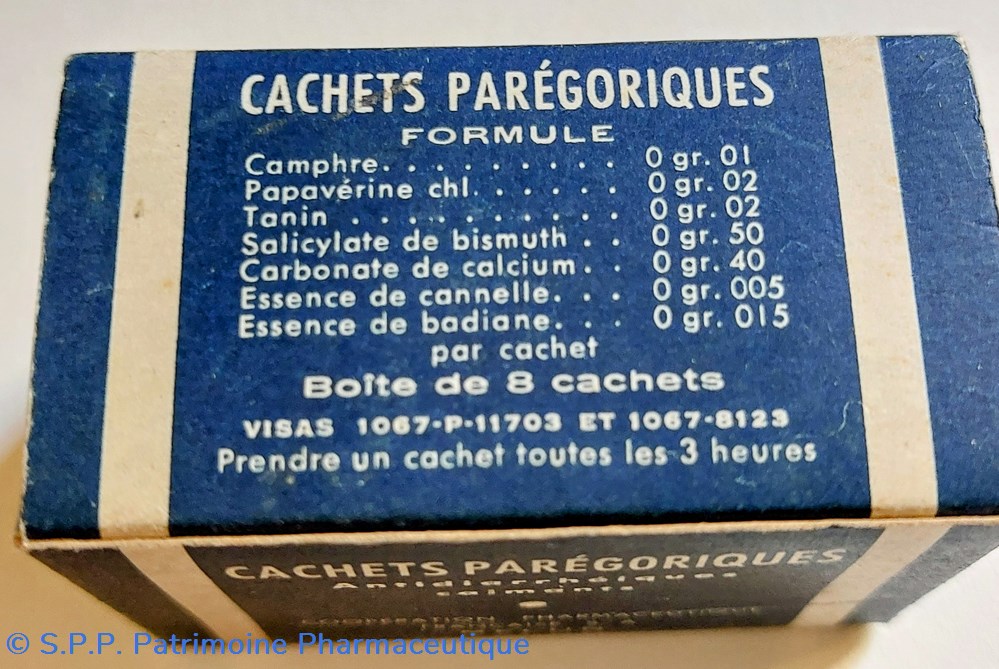 CACHETS PARÉGORIQUES
FORMULE
Camphre. . . . . . . . . 0 gr. 01
Papavérine chl. . . . . . 0 gr. 02
Tanin . . . . . . . . . . 0 gr. 02
Salicylate de bismuth . . 0 gr. 50
Carbonate de calcium. . 0 gr. 40
Essence de cannelle. . . 0 gr. 005
Essence de badiane. . . 0 gr. 015
par cachet
Boîte de 8 cachets
VISAS 1067-P-11703 ET 1067-8123
Prendre un cachet toutes les 3 heures
CACHETS PARÉGORIQUES
Antidiarrhéiques
calmants
COOPÉRATION PHARMACEUTIQUE
© S.P.P. Patrimoine Pharmaceutique